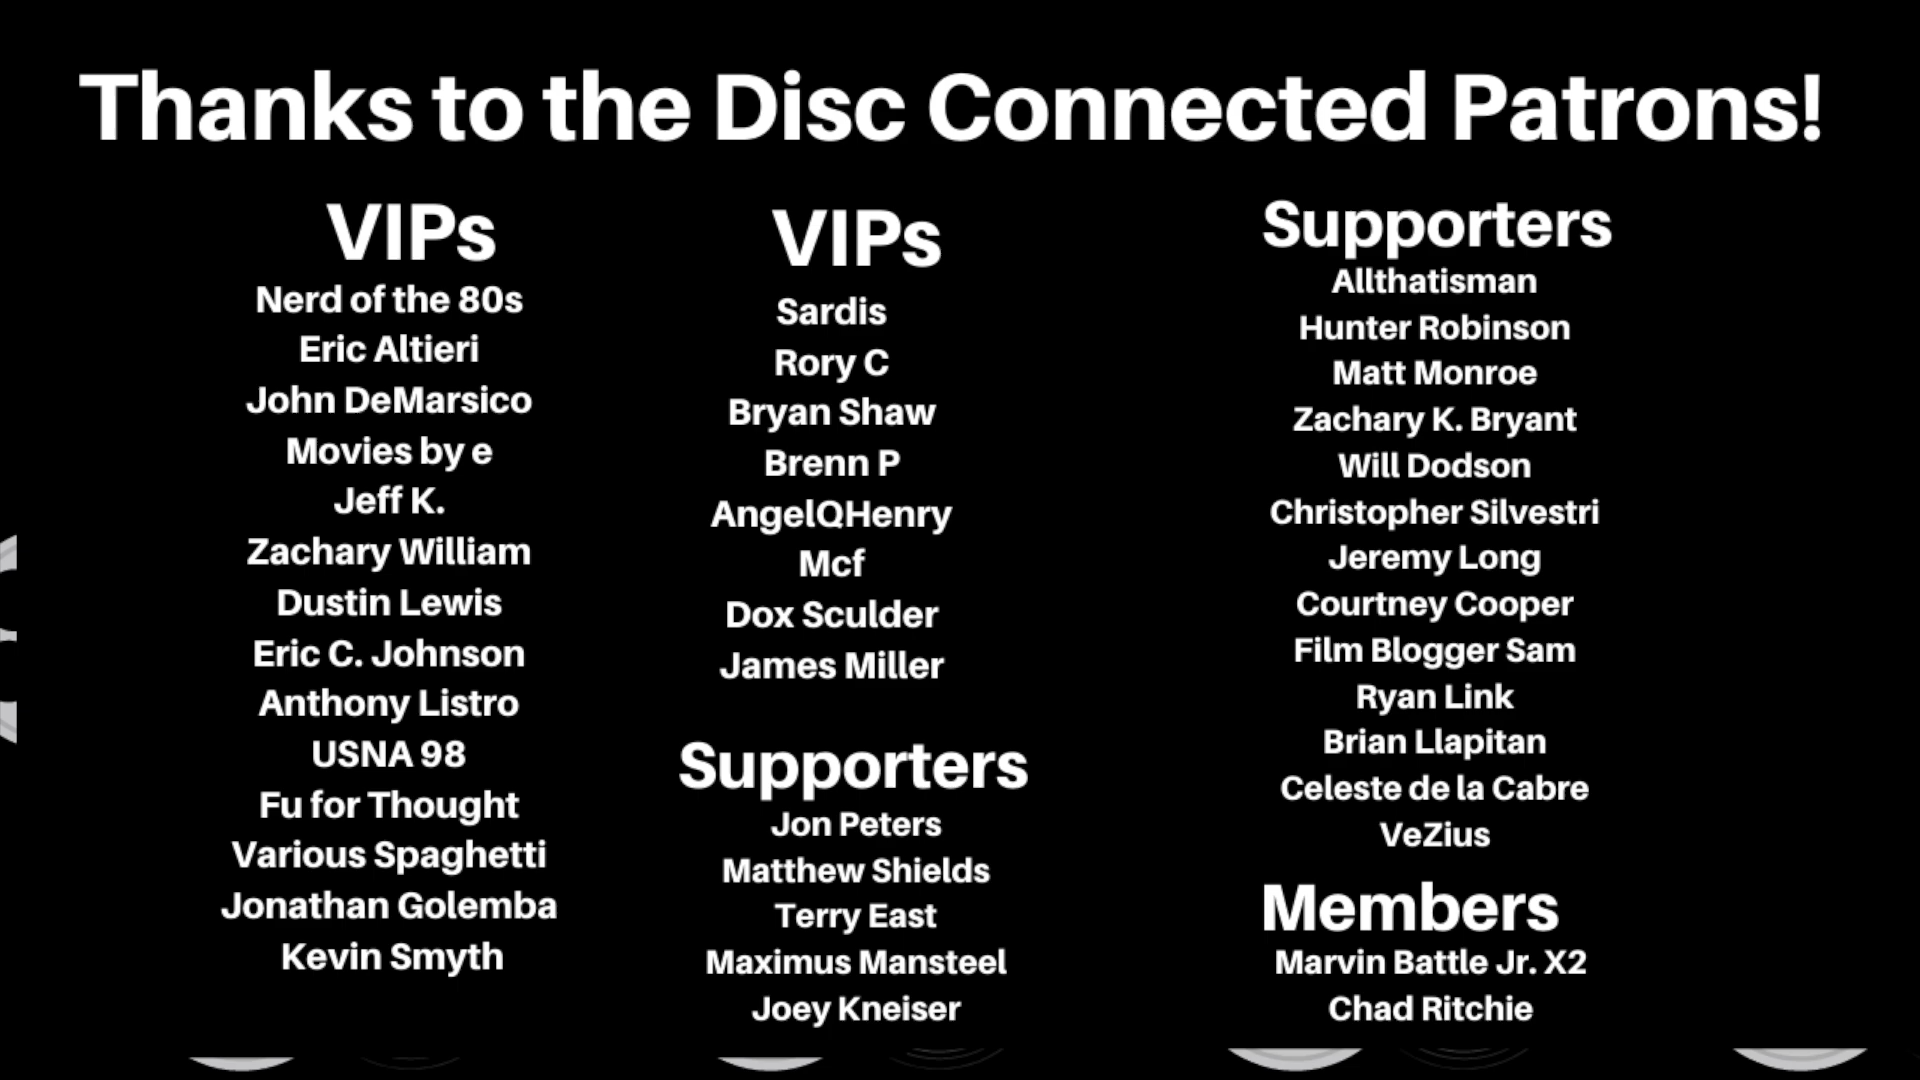 Thanks to the Disc Connected Patrons!
VIPs
Nerd of the 80s
Eric Altieri
John DeMarsico
Movies by e
Jeff K.
Zachary William
Dustin Lewis
Eric C. Johnson
Anthony Listro
USNA 98
Fu for Thought
Various Spaghetti
Jonathan Golemba
Kevin Smyth
VIPs
Sardis
Rory C
Bryan Shaw
Brenn P
AngelQHenry
Mcf
Dox Sculder
James Miller
Supporters
Jon Peters
Matthew Shields
Terry East
Maximus Mansteel
Joey Kneiser
Supporters
Allthatisman
Hunter Robinson
Matt Monroe
Zachary K. Bryant
Will Dodson
Christopher Silvestri
Jeremy Long
Courtney Cooper
Film Blogger Sam
Ryan Link
Brian Llapitan
Celeste de la Cabre
VeZius
Members
Marvin Battle Jr. X2
Chad Ritchie